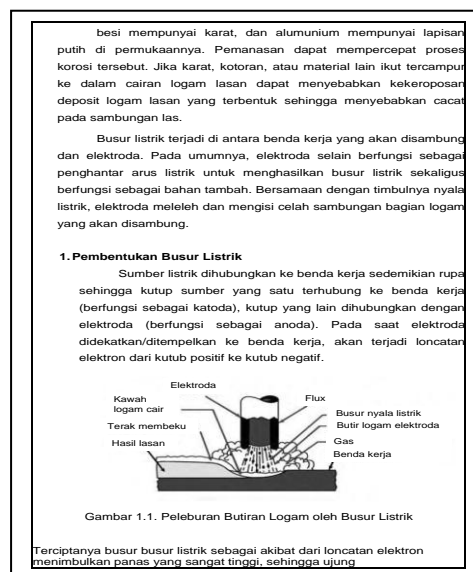 besi mempunyai karat, dan alumunium mempunyai lapisan
putih di permukaannya. Pemanasan dapat mempercepat proses
korosi tersebut. Jika karat, kotoran, atau material lain ikut tercampur
ke dalam cairan logam lasan dapat menyebabkan kekeroposan
deposit logam lasan yang terbentuk sehingga menyebabkan cacat
pada sambungan las.
Busur listrik terjadi di antara benda kerja yang akan disambung
dan elektroda. Pada umumnya, elektroda selain berfungsi sebagai
penghantar arus listrik untuk menghasilkan busur listrik sekaligus
berfungsi sebagai bahan tambah. Bersamaan dengan timbulnya nyala
listrik, elektroda meleleh dan mengisi celah sambungan bagian logam
yang akan disambung.
1. Pembentukan Busur Listrik
Sumber listrik dihubungkan ke benda kerja sedemikian rupa
sehingga kutup sumber yang satu terhubung ke benda kerja
(berfungsi sebagai katoda), kutup yang lain dihubungkan dengan
elektroda (berfungsi sebagai anoda). Pada saat elektroda
didekatkan/ditempelkan ke benda kerja, akan terjadi loncatan
elektron dari kutub positif ke kutub negatif.
Elektroda
Kawah
logam cair
Terak membeku
Hasil lasan
Flux
Busur nyala listrik
Butir logam elektroda
Gas
Benda kerja
Gambar 1.1. Peleburan Butiran Logam oleh Busur Listrik
Terciptanya busur busur listrik sebagai akibat dari loncatan elektron
menimbulkan panas yang sangat tinggi, sehingga ujung